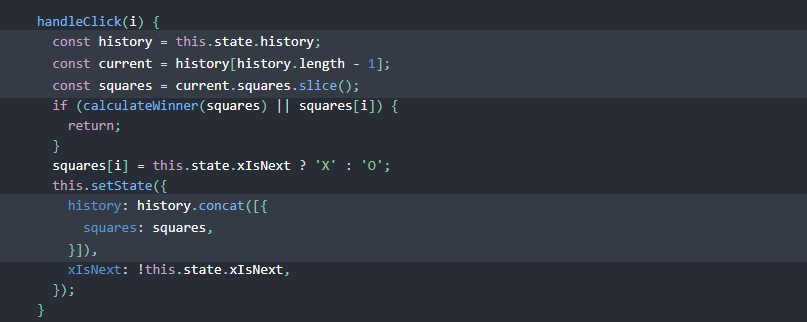 handleClick(i) {
  const history = this.state.history;
  const current = history[history.length - 1];
  const squares = current.squares.slice();
  if (calculateWinner(squares) || squares[i]) {
    return;
  }
  squares[i] = this.state.xIsNext ? 'X' : 'O';
  this.setState({
    history: history.concat([{
      squares: squares,
    }]),
    xIsNext: !this.state.xIsNext,
  });
}